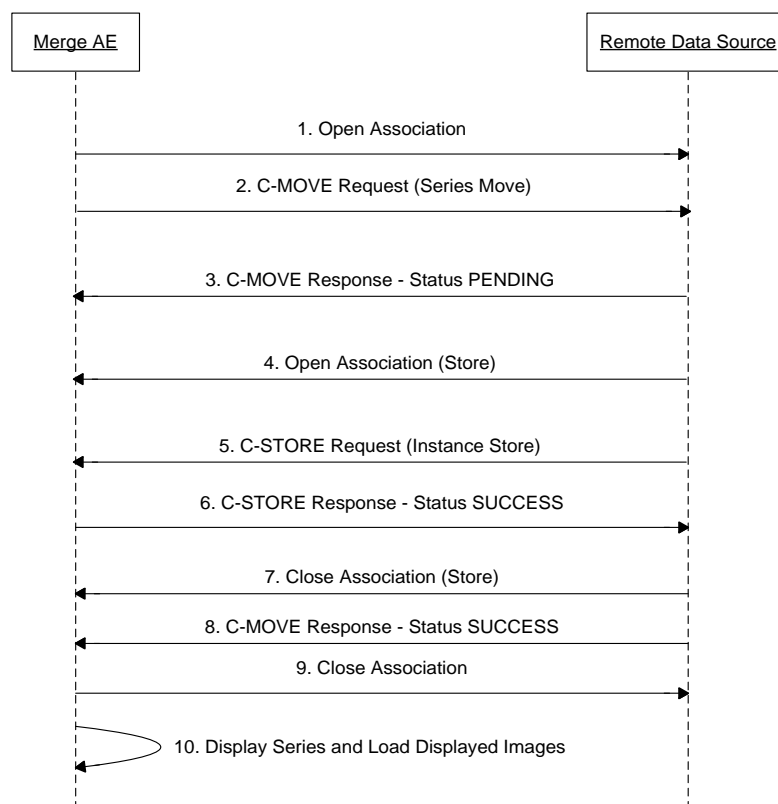 Merge AE
Remote Data Source
1. Open Association
2. C-MOVE Request (Series Move)
3. C-MOVE Response - Status PENDING
4. Open Association (Store)
5. C-STORE Request (Instance Store)
6. C-STORE Response - Status SUCCESS
7. Close Association (Store)
8. C-MOVE Response - Status SUCCESS
9. Close Association
10. Display Series and Load Displayed Images